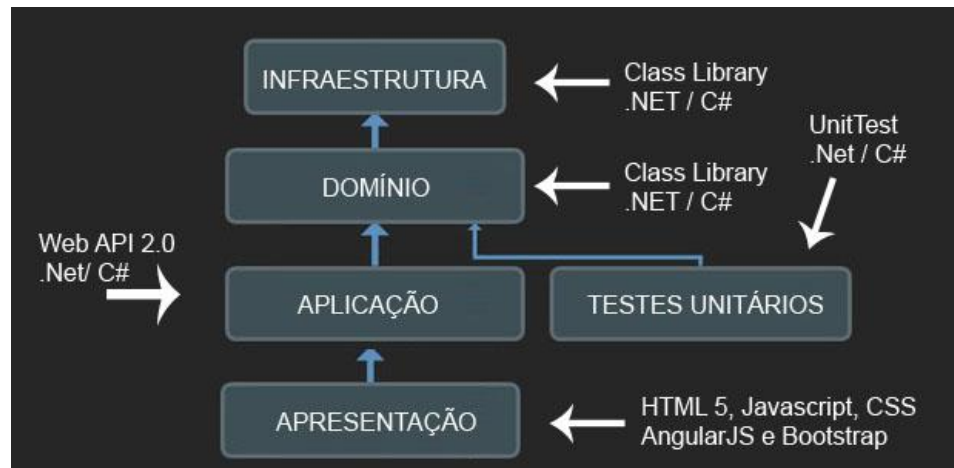 INFRAESTRUTURA
Class Library
.NET / C#
UnitTest
.Net / C#
DOMÍNIO
Class Library
.NET / C#
Web API 2.0
.Net/ C#
APLICAÇÃO
TESTES UNITÁRIOS
APRESENTAÇÃO
HTML 5, Javascript, CSS
AngularJS e Bootstrap